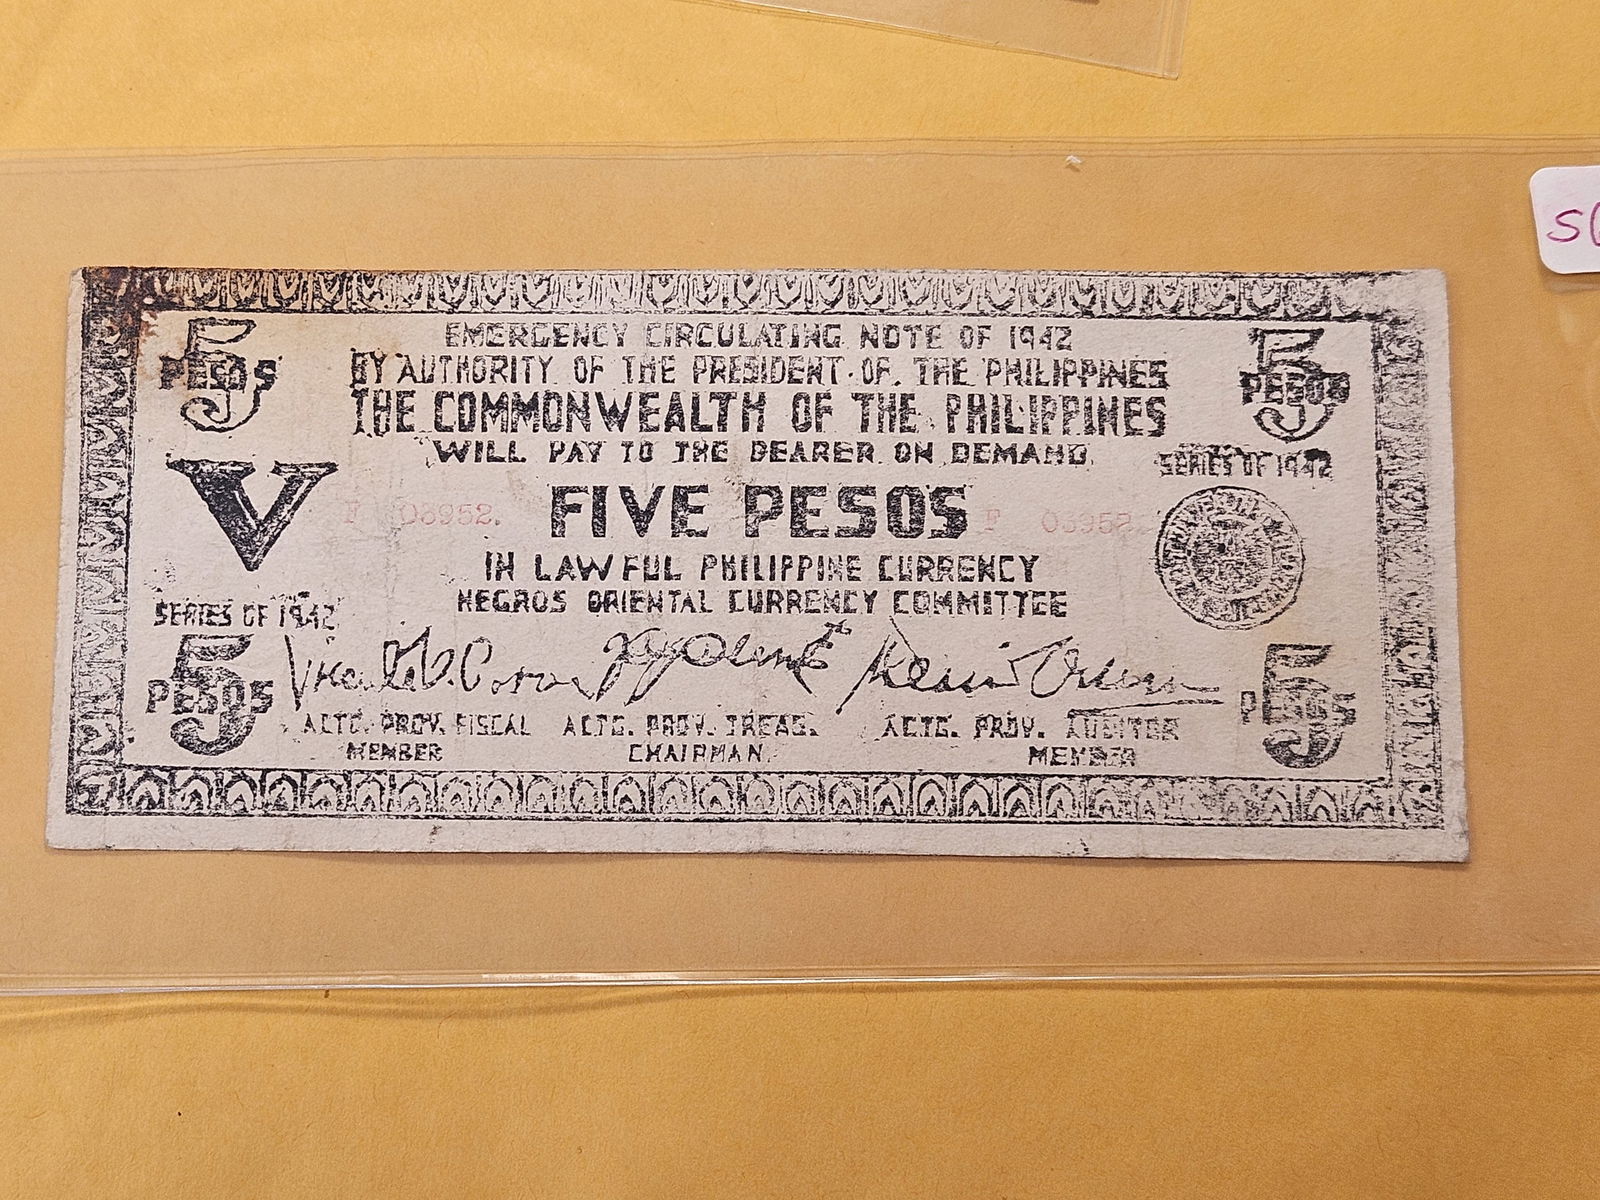 5
PESOS
EMERGENCY CIRCULATING NOTE OF 1942
BY AUTHORITY OF THE PRESIDENT OF THE PHILIPPINES
THE COMMONWEALTH OF THE PHILIPPINES
WILL PAY TO THE BEARER ON DEMAND
5
PESOS
SERIES OF 1942
V
F 03952
FIVE PESOS
F 03952
IN LAWFUL PHILIPPINE CURRENCY
NEGROS ORIENTAL CURRENCY COMMITTEE
SERIES OF 1942
5
PESOS
ACTG. PROV. FISCAL
MEMBER
ACTG. PROV. TREAS.
CHAIRMAN
ACTG. PROV. AUDITOR
MEMBER
5
PESOS